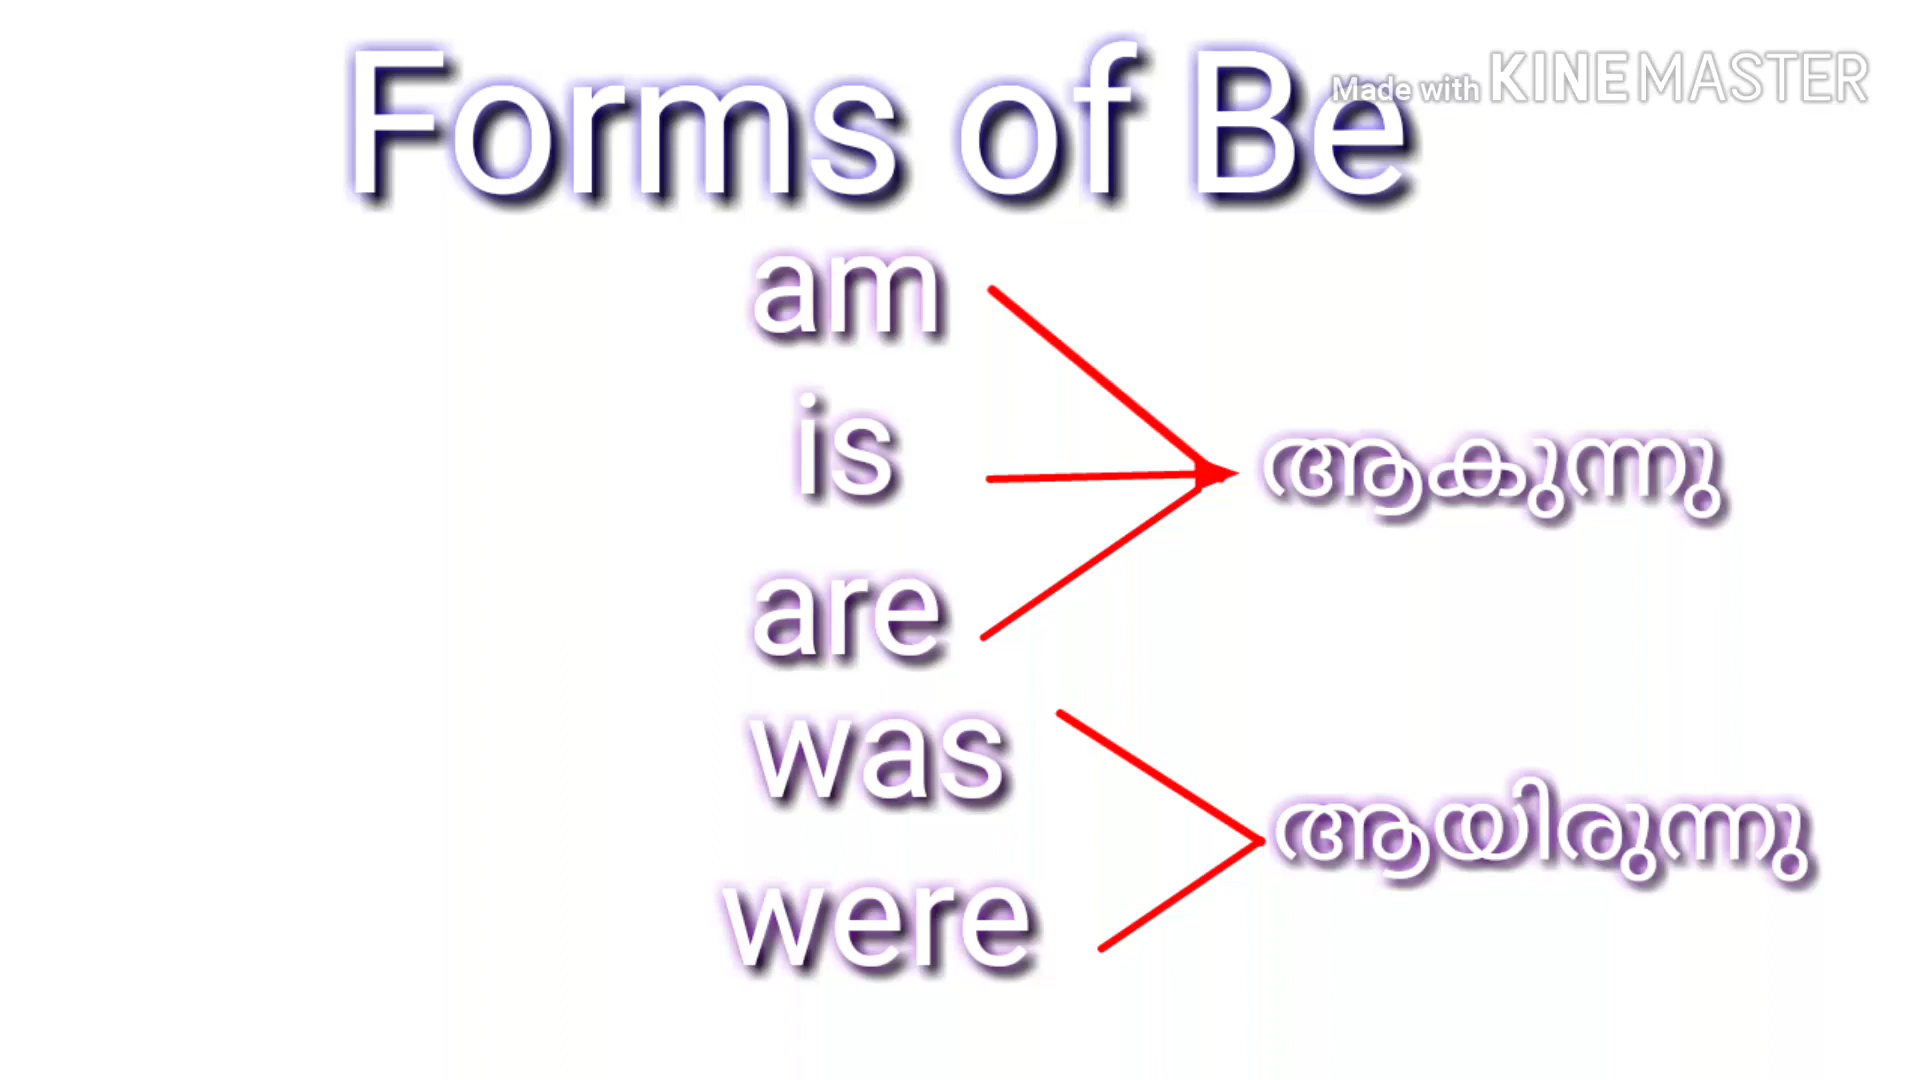 Forms of Be
Made with KINEMASTER
am
is
ആകുന്നു
are
was
ആയിരുന്നു
were